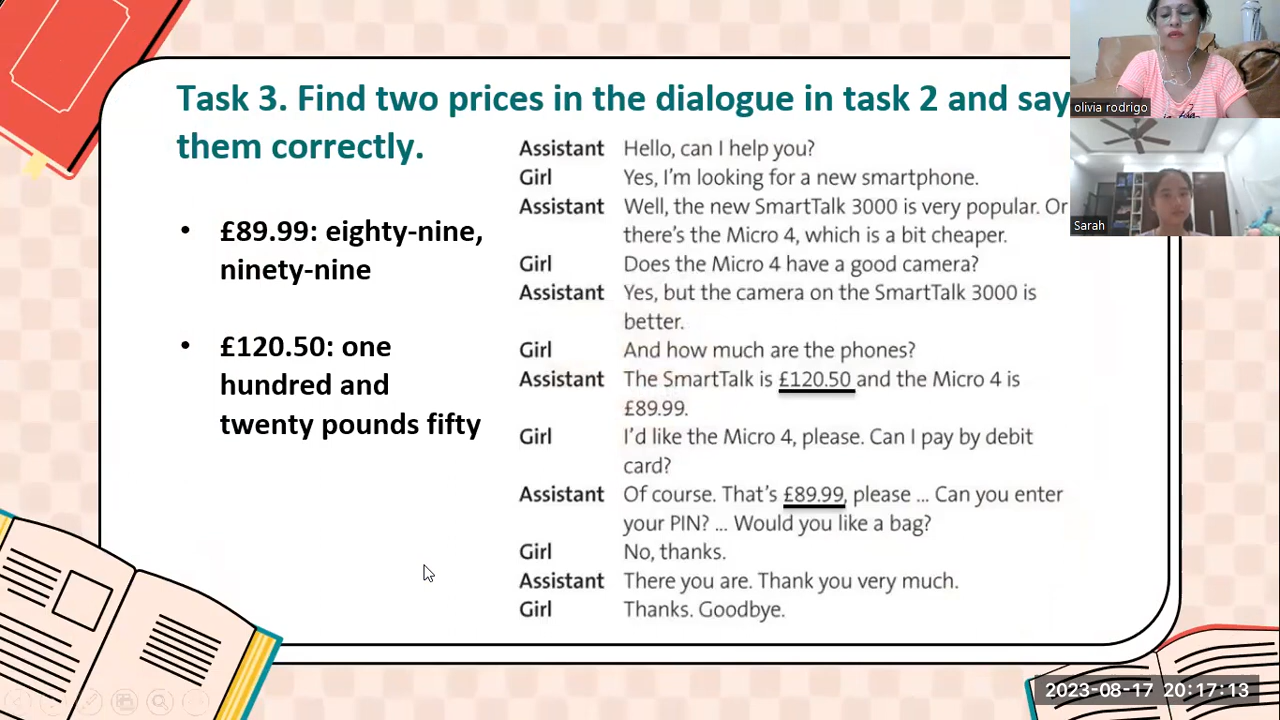 Task 3. Find two prices in the dialogue in task 2 and say
them correctly.
• £89.99: eighty-nine,
ninety-nine
• £120.50: one
hundred and
twenty pounds fifty
Assistant Hello, can I help you?
Girl Yes, I'm looking for a new smartphone.
Assistant Well, the new SmartTalk 3000 is very popular. Or
there's the Micro 4, which is a bit cheaper.
Girl Does the Micro 4 have a good camera?
Assistant Yes, but the camera on the SmartTalk 3000 is
better.
Girl And how much are the phones?
Assistant The SmartTalk is £120.50 and the Micro 4 is
£89.99.
Girl I'd like the Micro 4, please. Can I pay by debit
card?
Assistant Of course. That's £89.99, please ... Can you enter
your PIN? ... Would you like a bag?
Girl No, thanks.
Assistant There you are. Thank you very much.
Girl Thanks. Goodbye.
olivia rodrigo
Sarah
2023-08-17 20:17:13